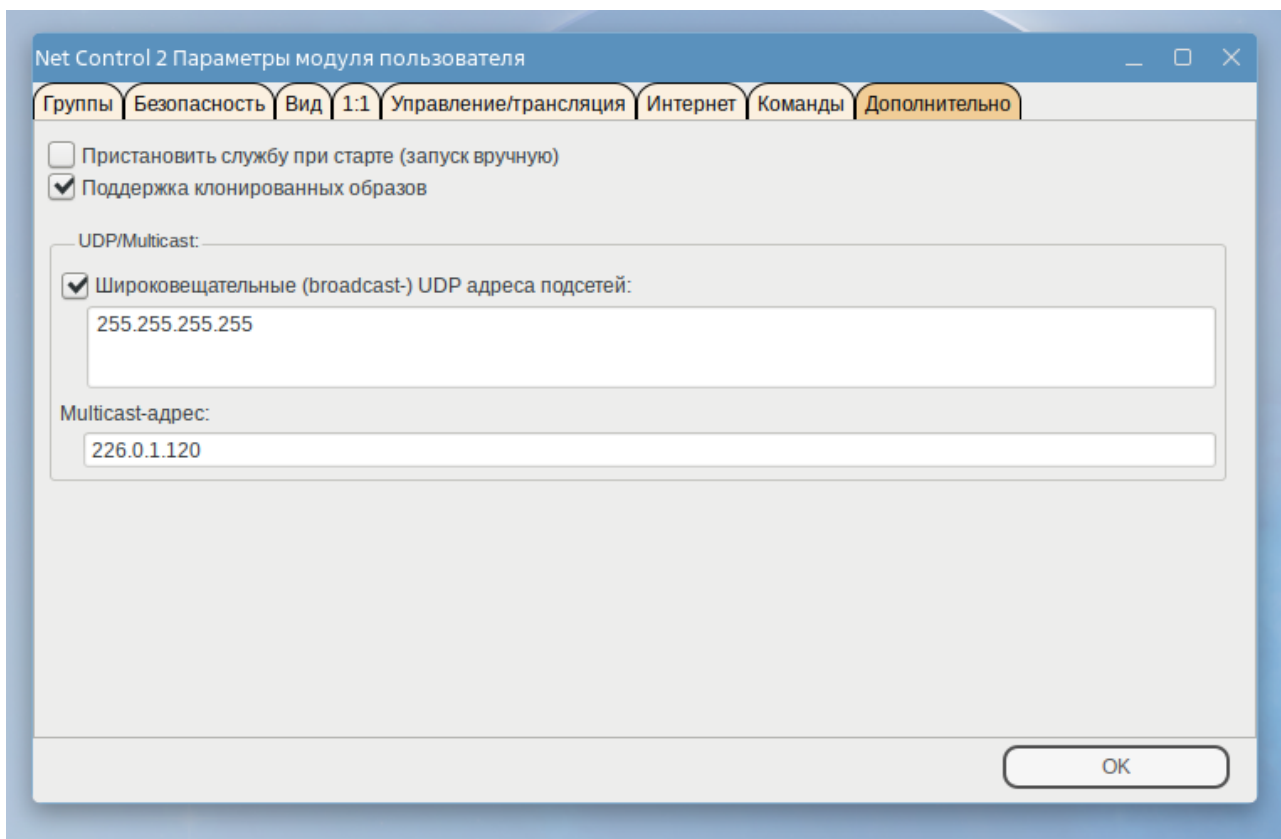 Net Control 2 Параметры модуля пользователя
Группы Безопасность Вид 1:1 Управление/трансляция Интернет Команды Дополнительно
Пристановить службу при старте (запуск вручную)
Поддержка клонированных образов
UDP/Multicast:
Широковещательные (broadcast-) UDP адреса подсетей:
255.255.255.255
Multicast-адрес:
226.0.1.120
OK